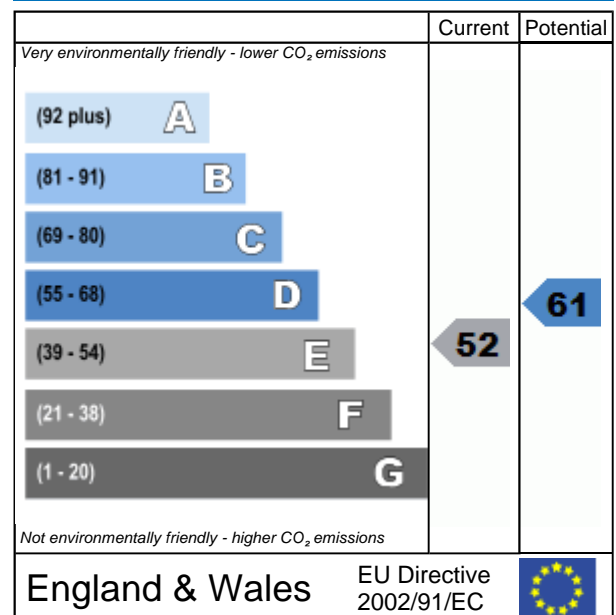 Current Potential
Very environmentally friendly - lower CO₂ emissions
(92 plus) A
(81 - 91) B
(69 - 80) C
(55 - 68) D
61
(39 - 54) E
52
(21 - 38) F
(1 - 20) G
Not environmentally friendly - higher CO₂ emissions
England & Wales
EU Directive
2002/91/EC